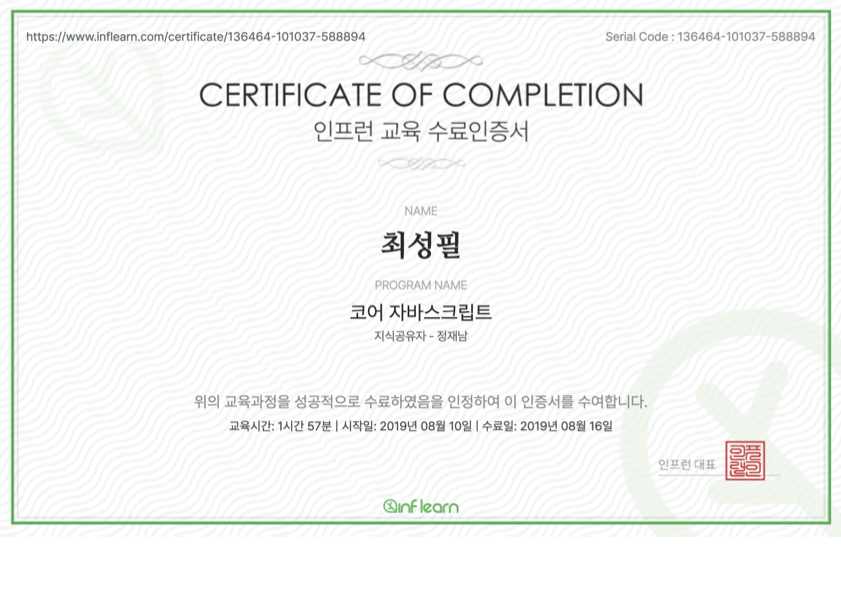 https://www.inflearn.com/certificate/136464-101037-588894
Serial Code : 136464-101037-588894
CERTIFICATE OF COMPLETION
인프런 교육 수료인증서
NAME
최성필
PROGRAM NAME
코어 자바스크립트
지식공유자 - 정재남
위의 교육과정을 성공적으로 수료하였음을 인정하여 이 인증서를 수여합니다.
교육시간: 1시간 57분 | 시작일: 2019년 08월 10일 | 수료일: 2019년 08월 16일
인프런 대표
inflearn